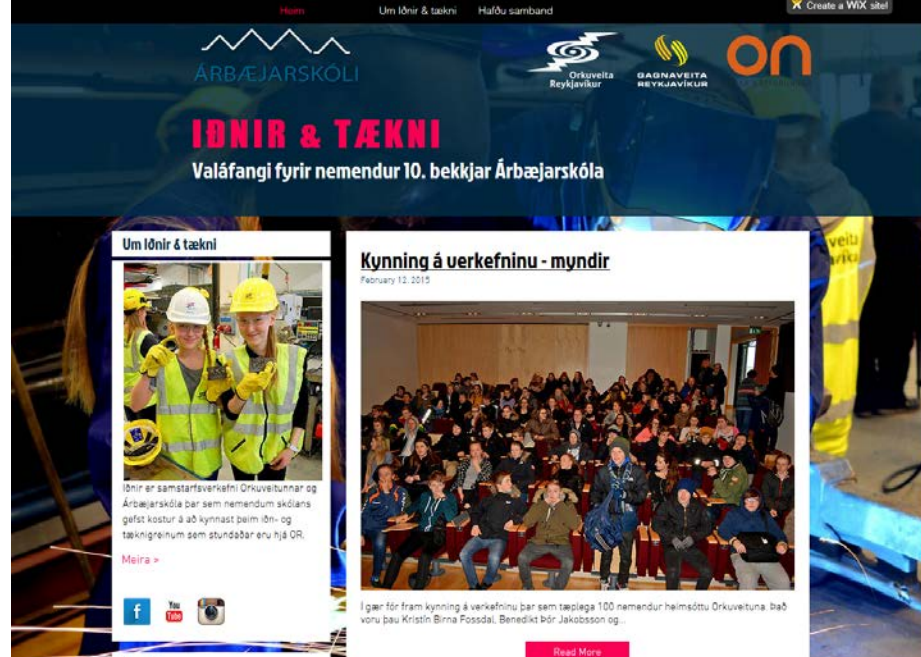 Heim Um Iðnir & tækni Hafðu samband
Create a WiX site!
ÁRBÆJARSKÓLI
Orkuveita
Reykjavíkur
GAGNAVEITA
REYKJAVÍKUR
on
IÐNIR & TÆKNI
Valáfangi fyrir nemendur 10. bekkjar Árbæjarskóla
Um Iðnir & tækni
Iðnir er samstarfsverkefni Orkuveitunnar og
Árbæjarskóla þar sem nemendum skólans
gefst kostur á að kynnast þeim iðn- og
tæknigreinum sem stundaðar eru hjá OR.
Meira >
f
You
Tube
Kynning á verkefninu - myndir
February 13, 2015
Í gær fór fram kynning á verkefninu þar sem tæplega 100 nemendur heimsóttu Orkuveituna. Það
voru þau Kristín Birna Fossdal, Benedikt Þór Jakobsson og...
Read More
veita